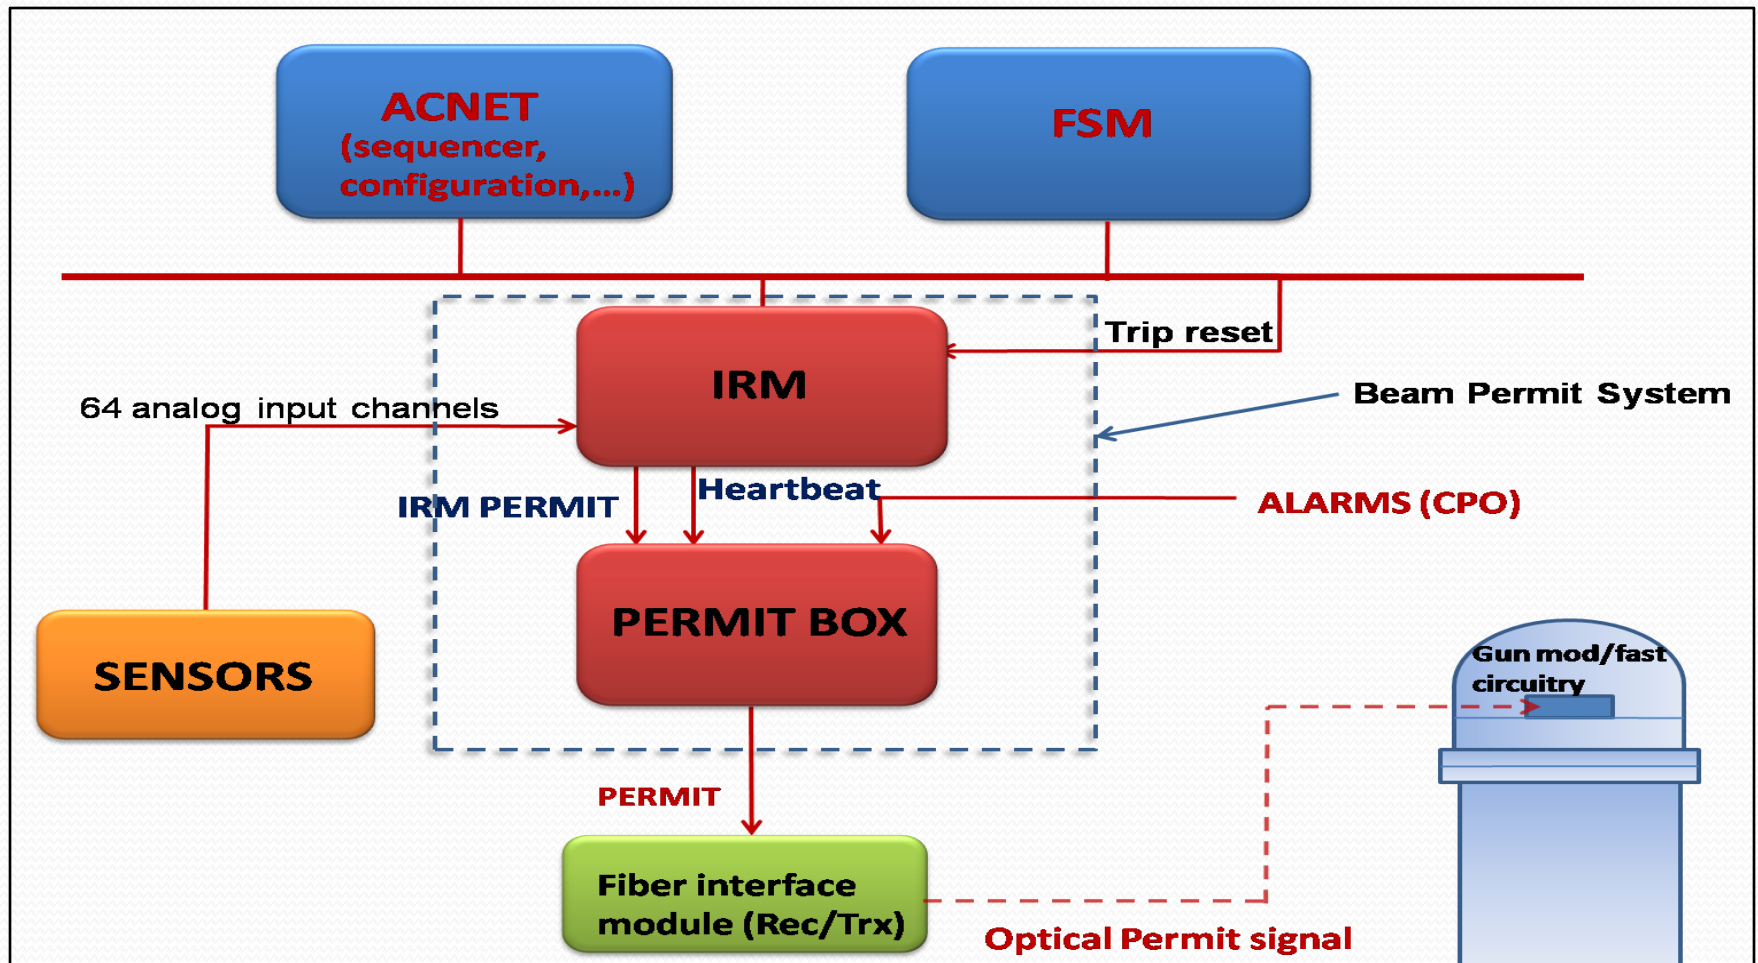 ACNET
(sequencer,
configuration,...)
FSM
Trip reset
IRM
64 analog input channels
Beam Permit System
IRM PERMIT
Heartbeat
ALARMS (CPO)
PERMIT BOX
SENSORS
Gun mod/fast
circuitry
PERMIT
Fiber interface
module (Rec/Trx)
Optical Permit signal